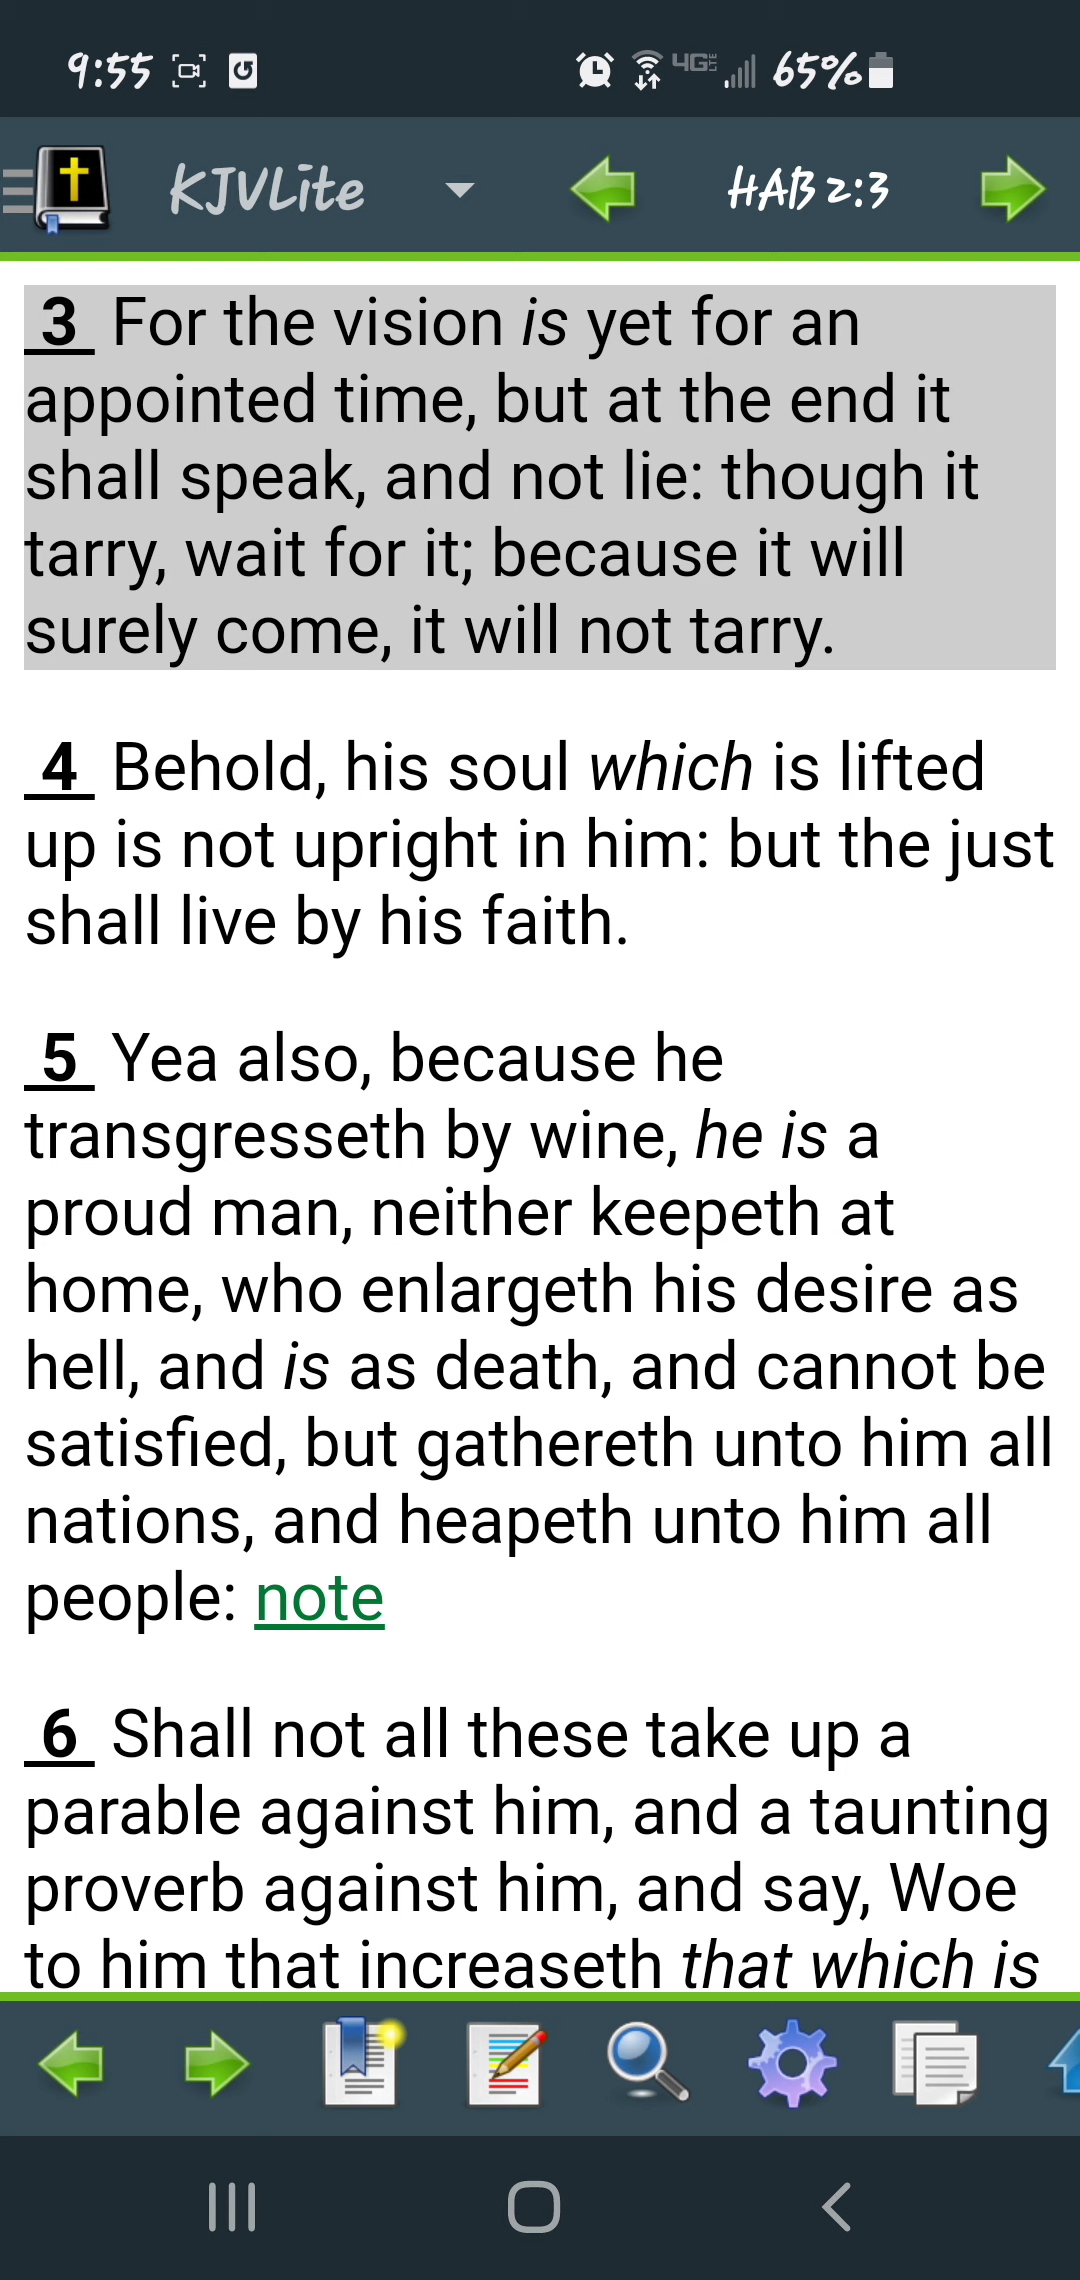 9:55 4G LTE 65%
KJVLite HAB 2:3
3 For the vision is yet for an
appointed time, but at the end it
shall speak, and not lie: though it
tarry, wait for it; because it will
surely come, it will not tarry.
4 Behold, his soul which is lifted
up is not upright in him: but the just
shall live by his faith.
5 Yea also, because he
transgresseth by wine, he is a
proud man, neither keepeth at
home, who enlargeth his desire as
hell, and is as death, and cannot be
satisfied, but gathereth unto him all
nations, and heapeth unto him all
people: note
6 Shall not all these take up a
parable against him, and a taunting
proverb against him, and say, Woe
to him that increaseth that which is